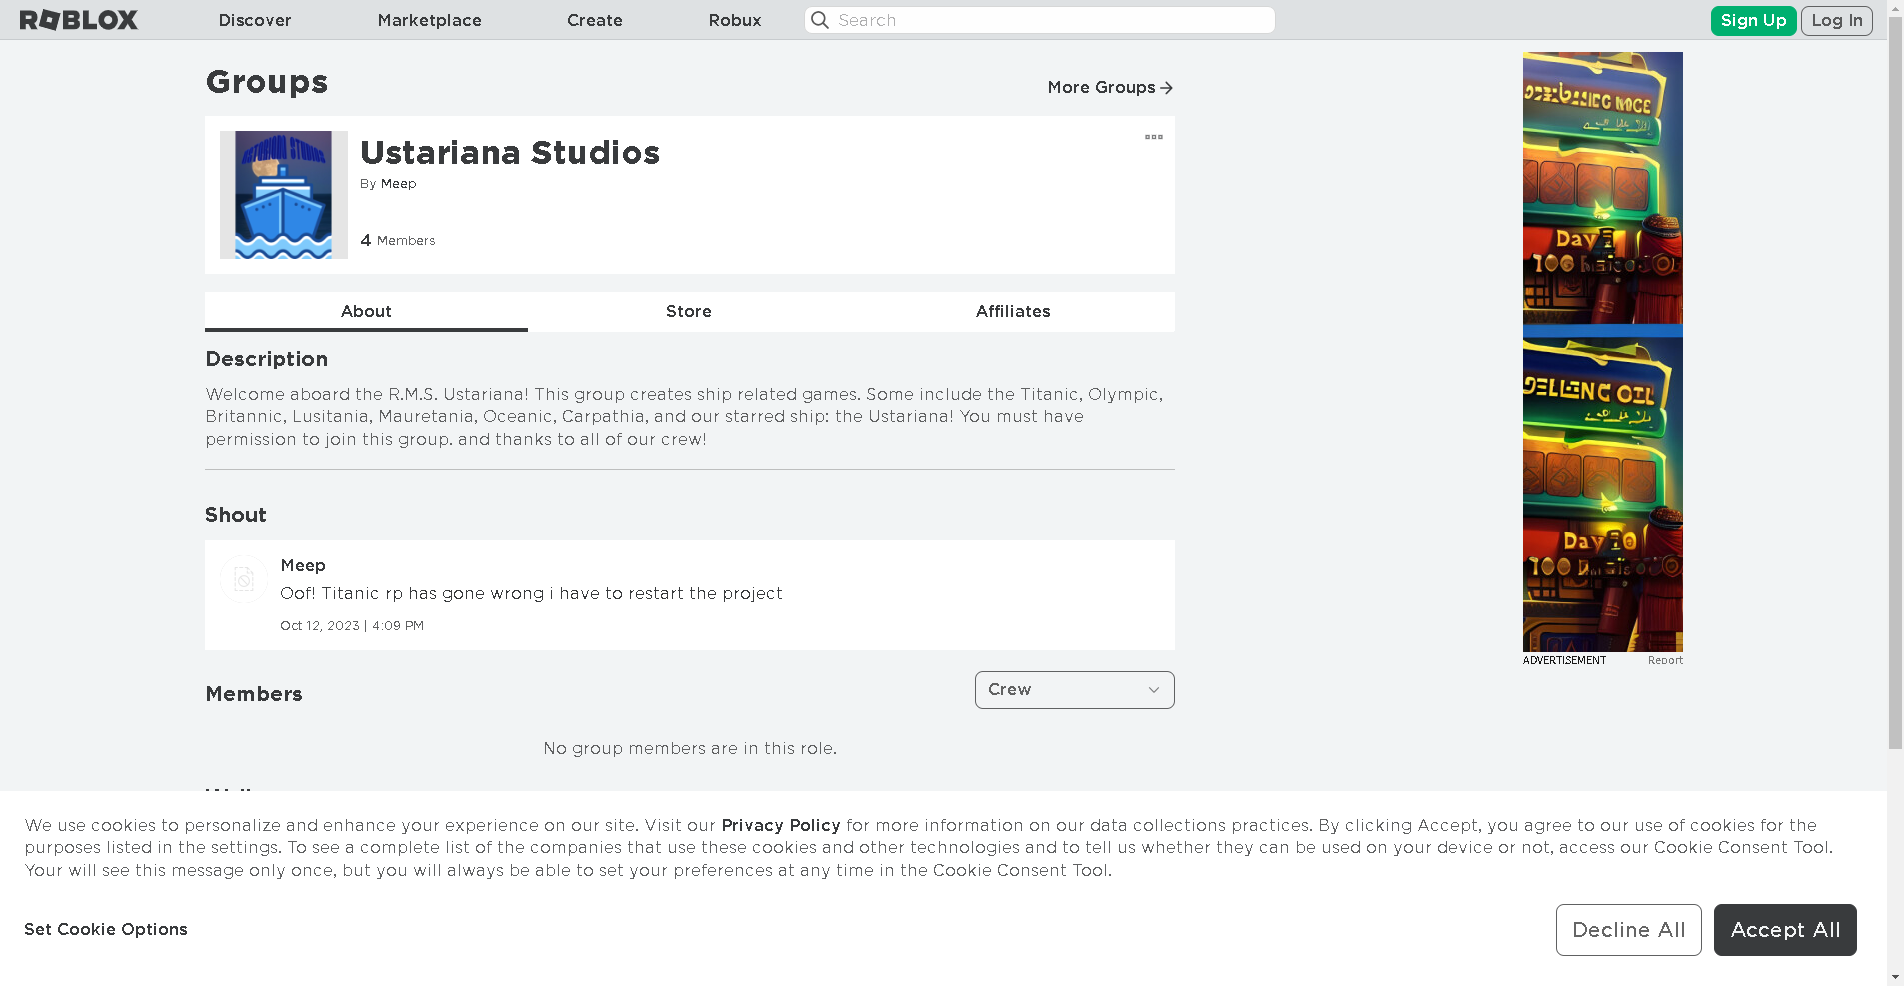 ROBLOX
Discover
Marketplace
Create
Robux
Search
Sign Up
Log In
Groups
More Groups
USTARIANA STUDIOS
Ustariana Studios
By Meep
4 Members
About
Store
Affiliates
Description
Welcome aboard the R.M.S. Ustariana! This group creates ship related games. Some include the Titanic, Olympic,
Britannic, Lusitania, Mauretania, Oceanic, Carpathia, and our starred ship: the Ustariana! You must have
permission to join this group. and thanks to all of our crew!
Shout
Meep
Oof! Titanic rp has gone wrong i have to restart the project
Oct 12, 2023 | 4:09 PM
Members
Crew
No group members are in this role.
Day
Day
100
ADVERTISEMENT
Report
We use cookies to personalize and enhance your experience on our site. Visit our Privacy Policy for more information on our data collections practices. By clicking Accept, you agree to our use of cookies for the
purposes listed in the settings. To see a complete list of the companies that use these cookies and other technologies and to tell us whether they can be used on your device or not, access our Cookie Consent Tool.
Your will see this message only once, but you will always be able to set your preferences at any time in the Cookie Consent Tool.
Set Cookie Options
Decline All
Accept All